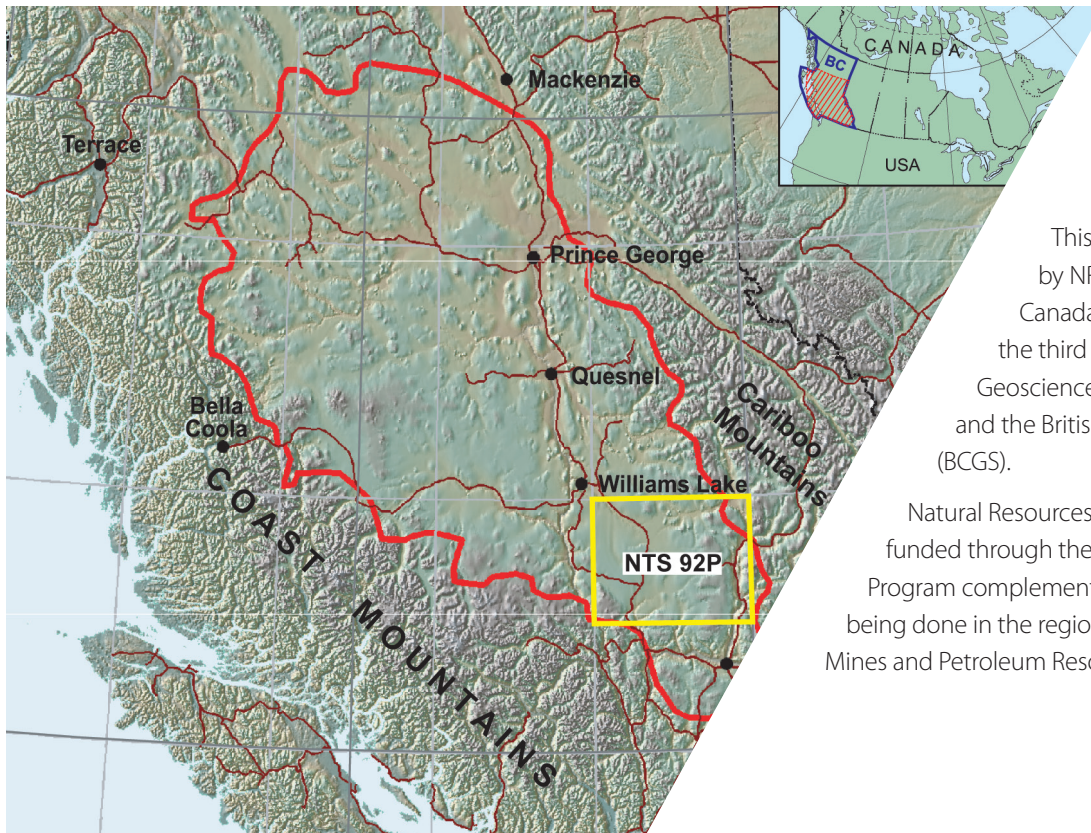 CANADA
BC
USA
Mackenzie
Terrace
Prince George
Quesnel
Bella
Coola
Cariboo
Mountains
Williams Lake
NTS 92P
COAST MOUNTAINS
This
by
Canada
the third
Geoscience
and the Britis
(BCGS).
Natural Resources
funded through the
Program complement
being done in the regio
Mines and Petroleum Reso